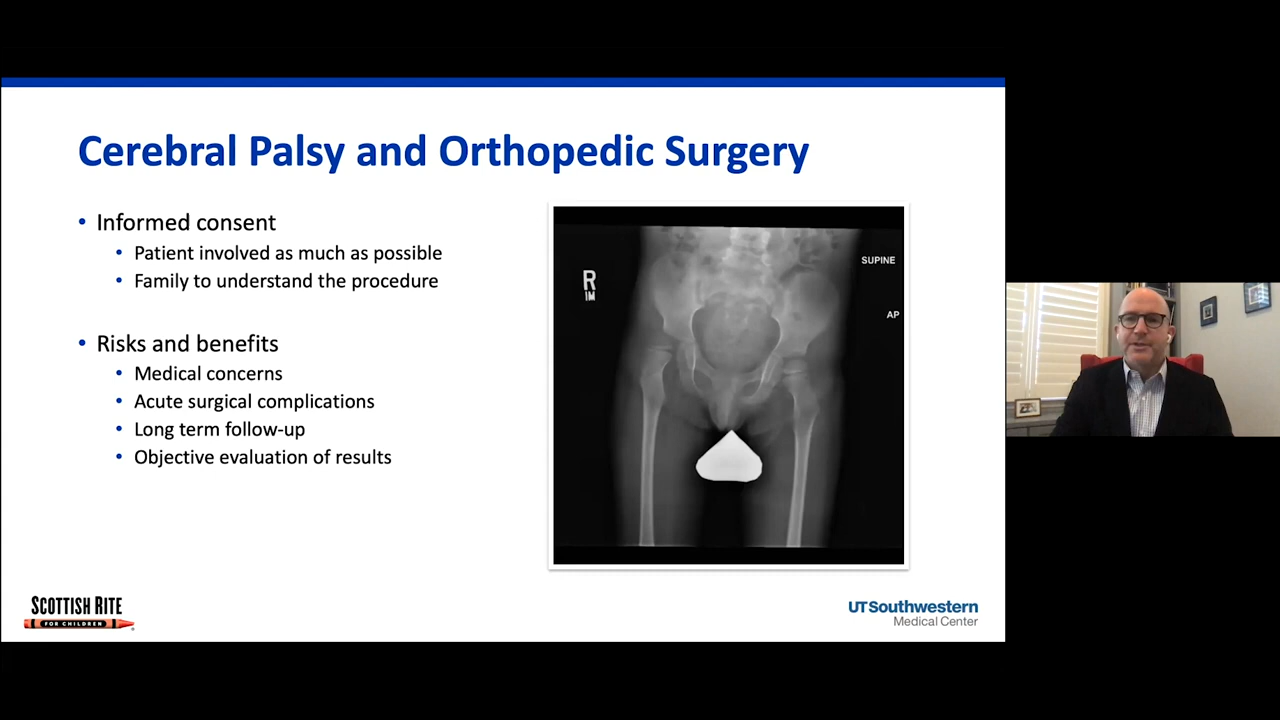 Cerebral Palsy and Orthopedic Surgery
• Informed consent
• Patient involved as much as possible
• Family to understand the procedure
• Risks and benefits
• Medical concerns
• Acute surgical complications
• Long term follow-up
• Objective evaluation of results
R
IM
SUPINE
AP
SCOTTISH RITE
FOR CHILDREN
UTSouthwestern
Medical Center